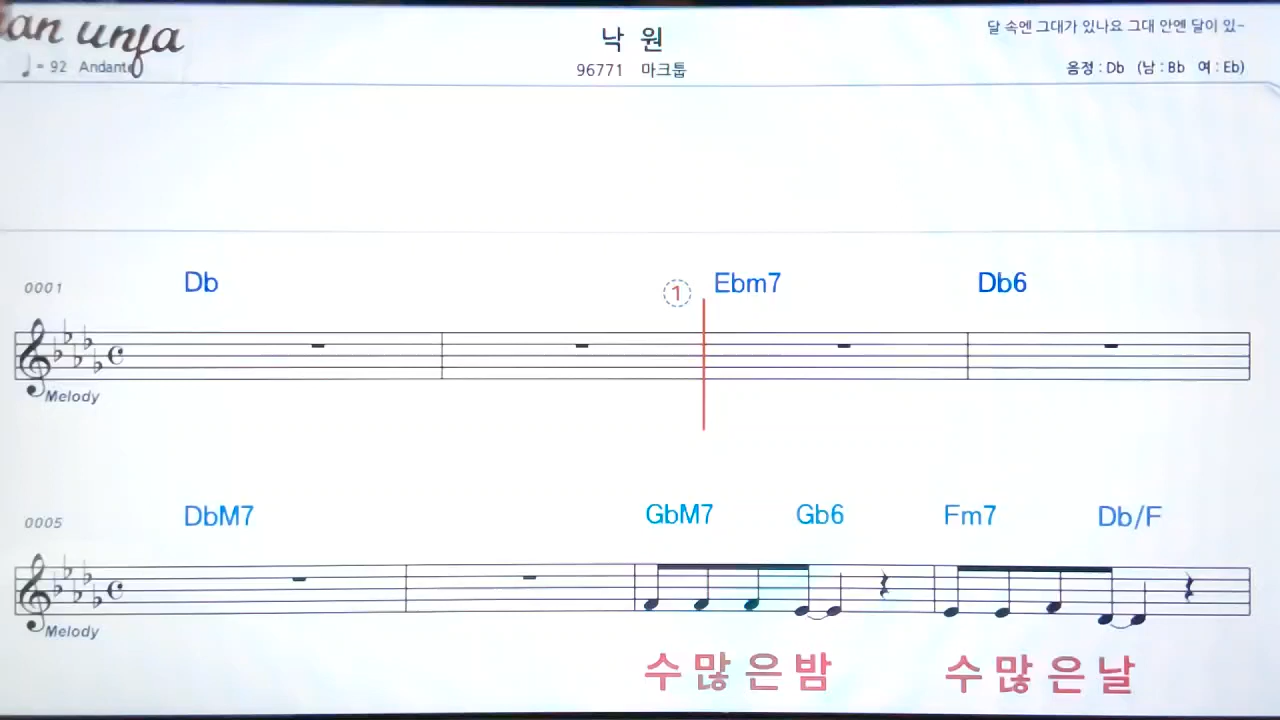 an unfa
♩= 92 Andante
낙 원
96771 마크툽
달 속엔 그대가 있나요 그대 안엔 달이 있~
음정 : Db (남 : Bb 여 : Eb)
0001 Db ① Ebm7 Db6
Melody
0005 DbM7 GbM7 Gb6 Fm7 Db/F
Melody
수 많 은 밤 수 많 은 날